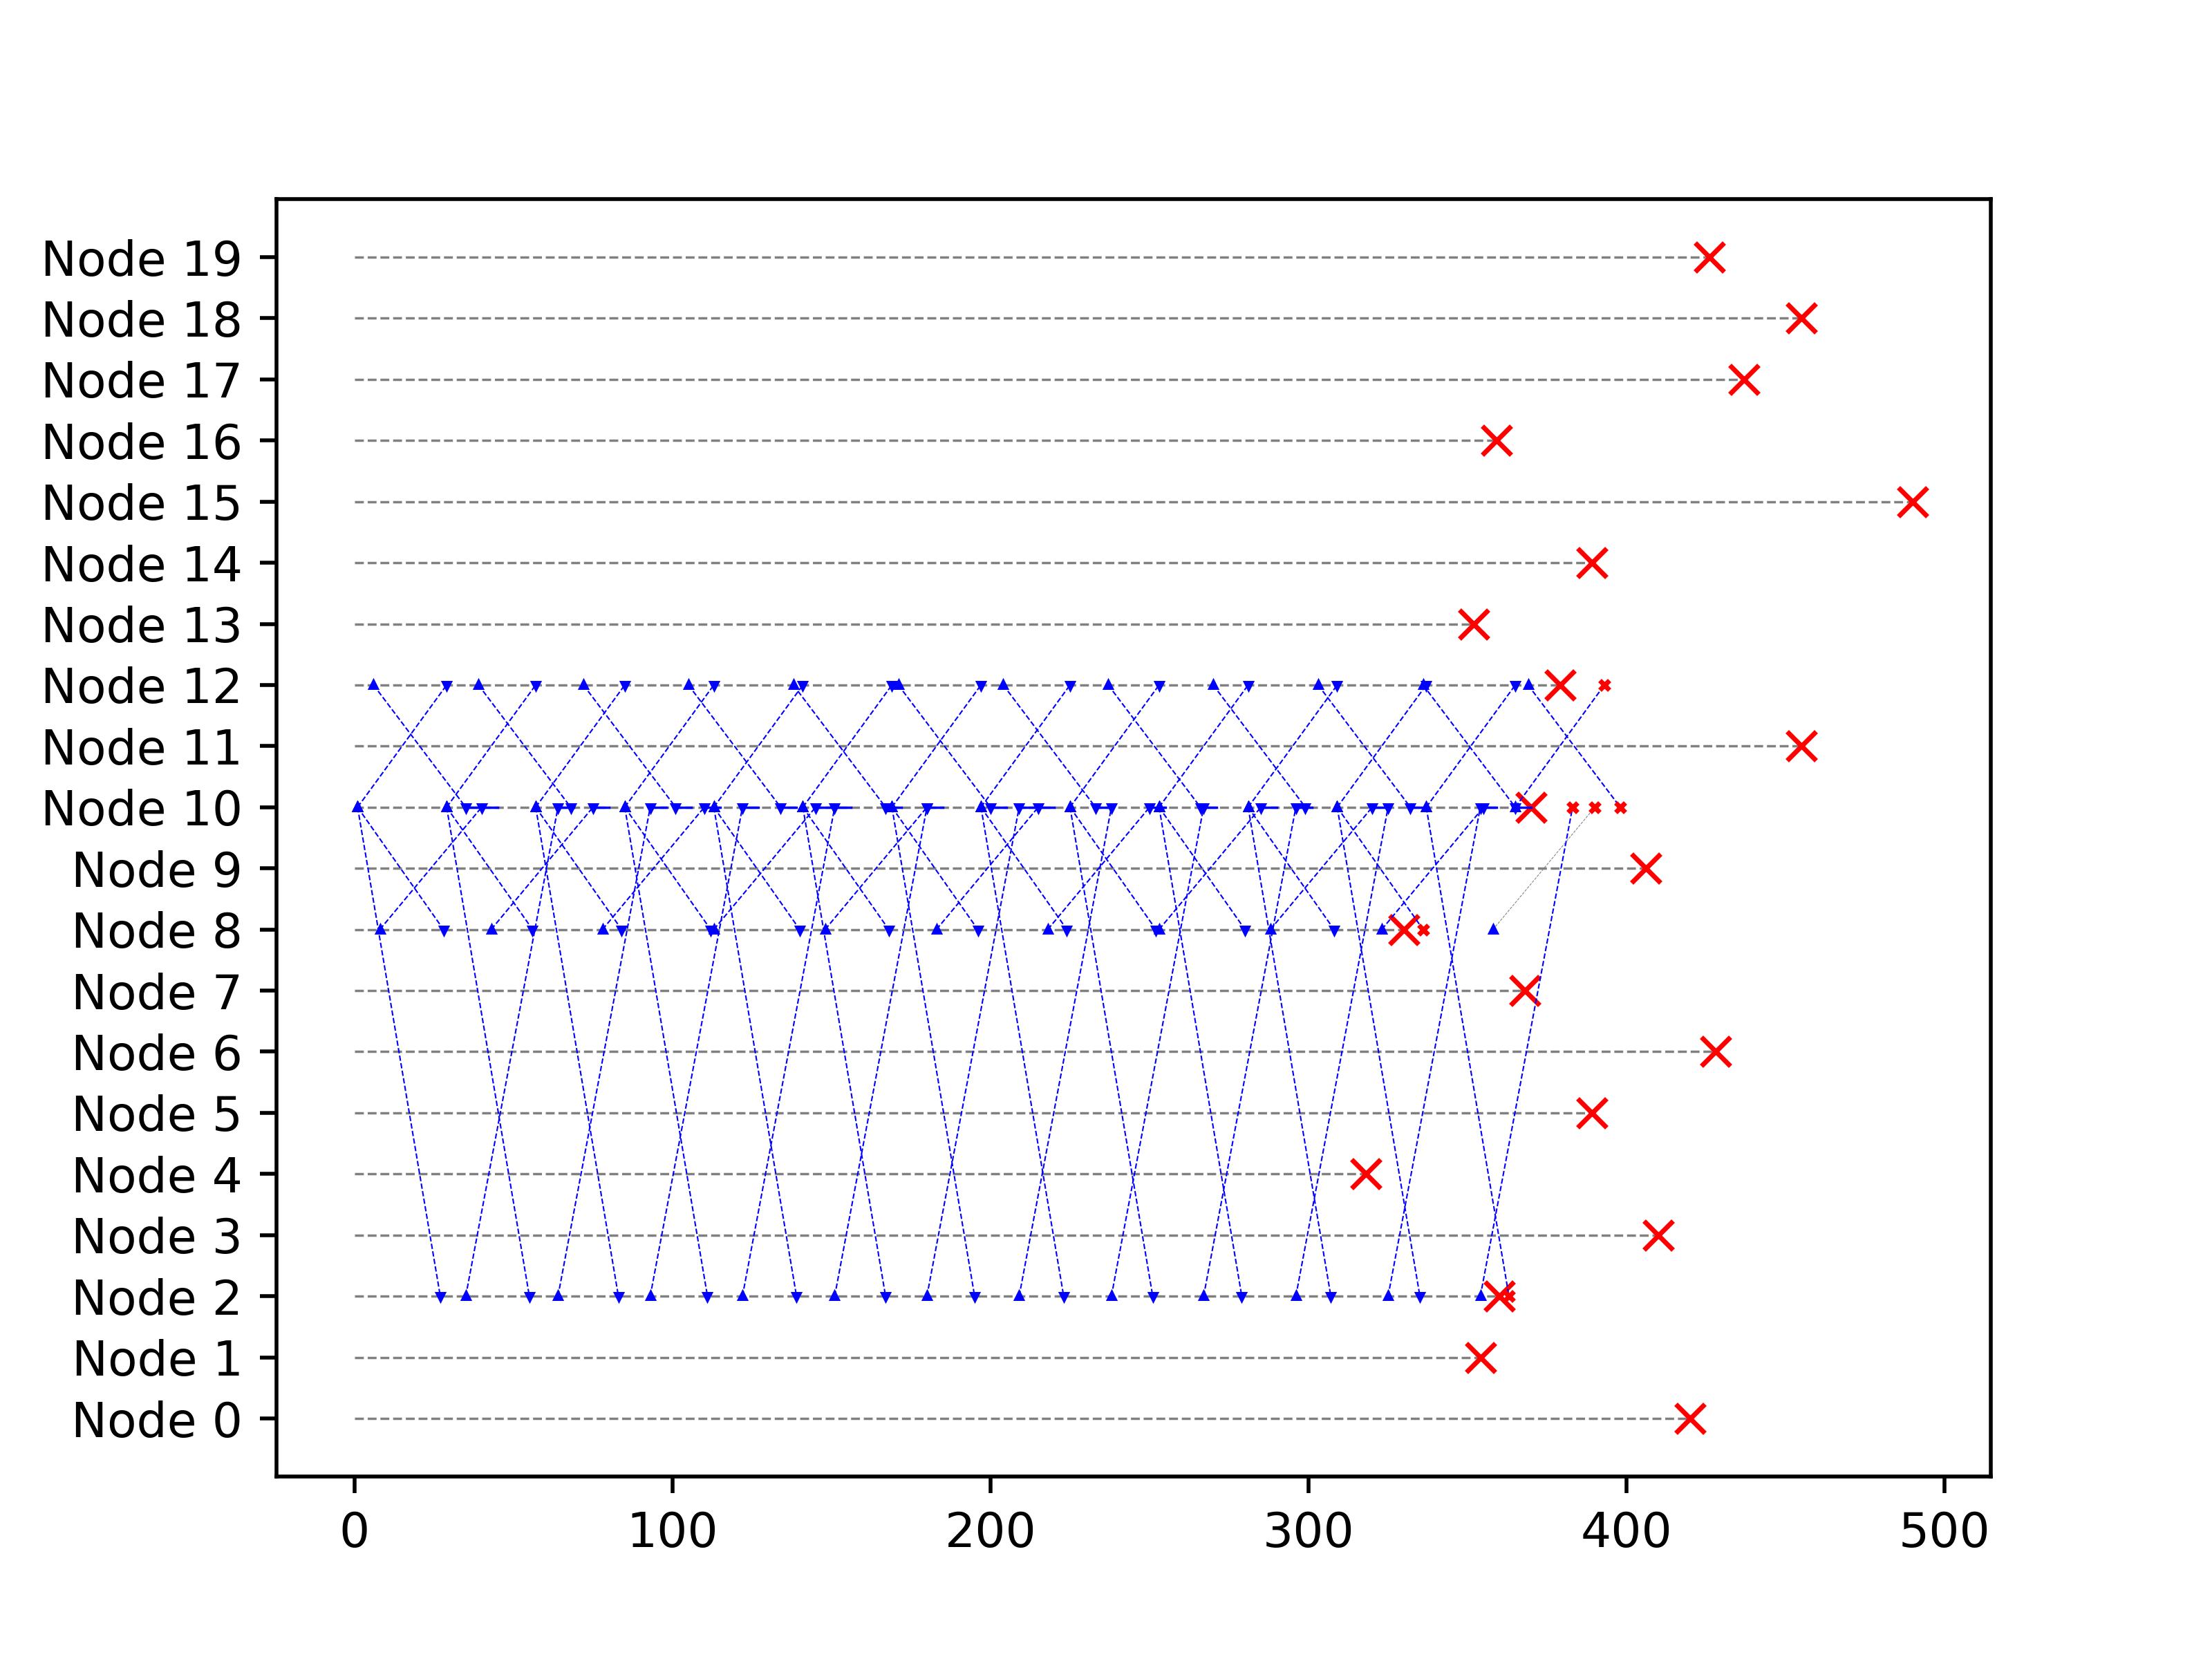 Node 19
Node 18
Node 17
Node 16
Node 15
Node 14
Node 13
Node 12
Node 11
Node 10
Node 9
Node 8
Node 7
Node 6
Node 5
Node 4
Node 3
Node 2
Node 1
Node 0
0 100 200 300 400 500